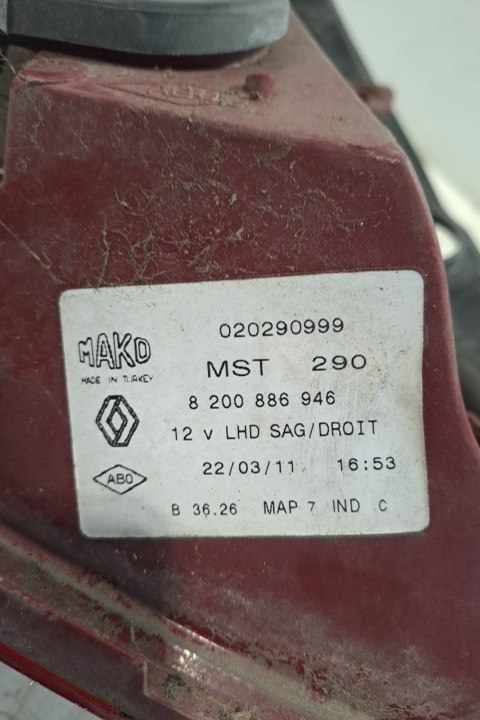 020290999
MAKO
MADE IN TURKEY
MST 290
8 200 886 946
12 v LHD SAG/DROIT
ABO
22/03/11 16:53
B 36.26 MAP 7 IND C